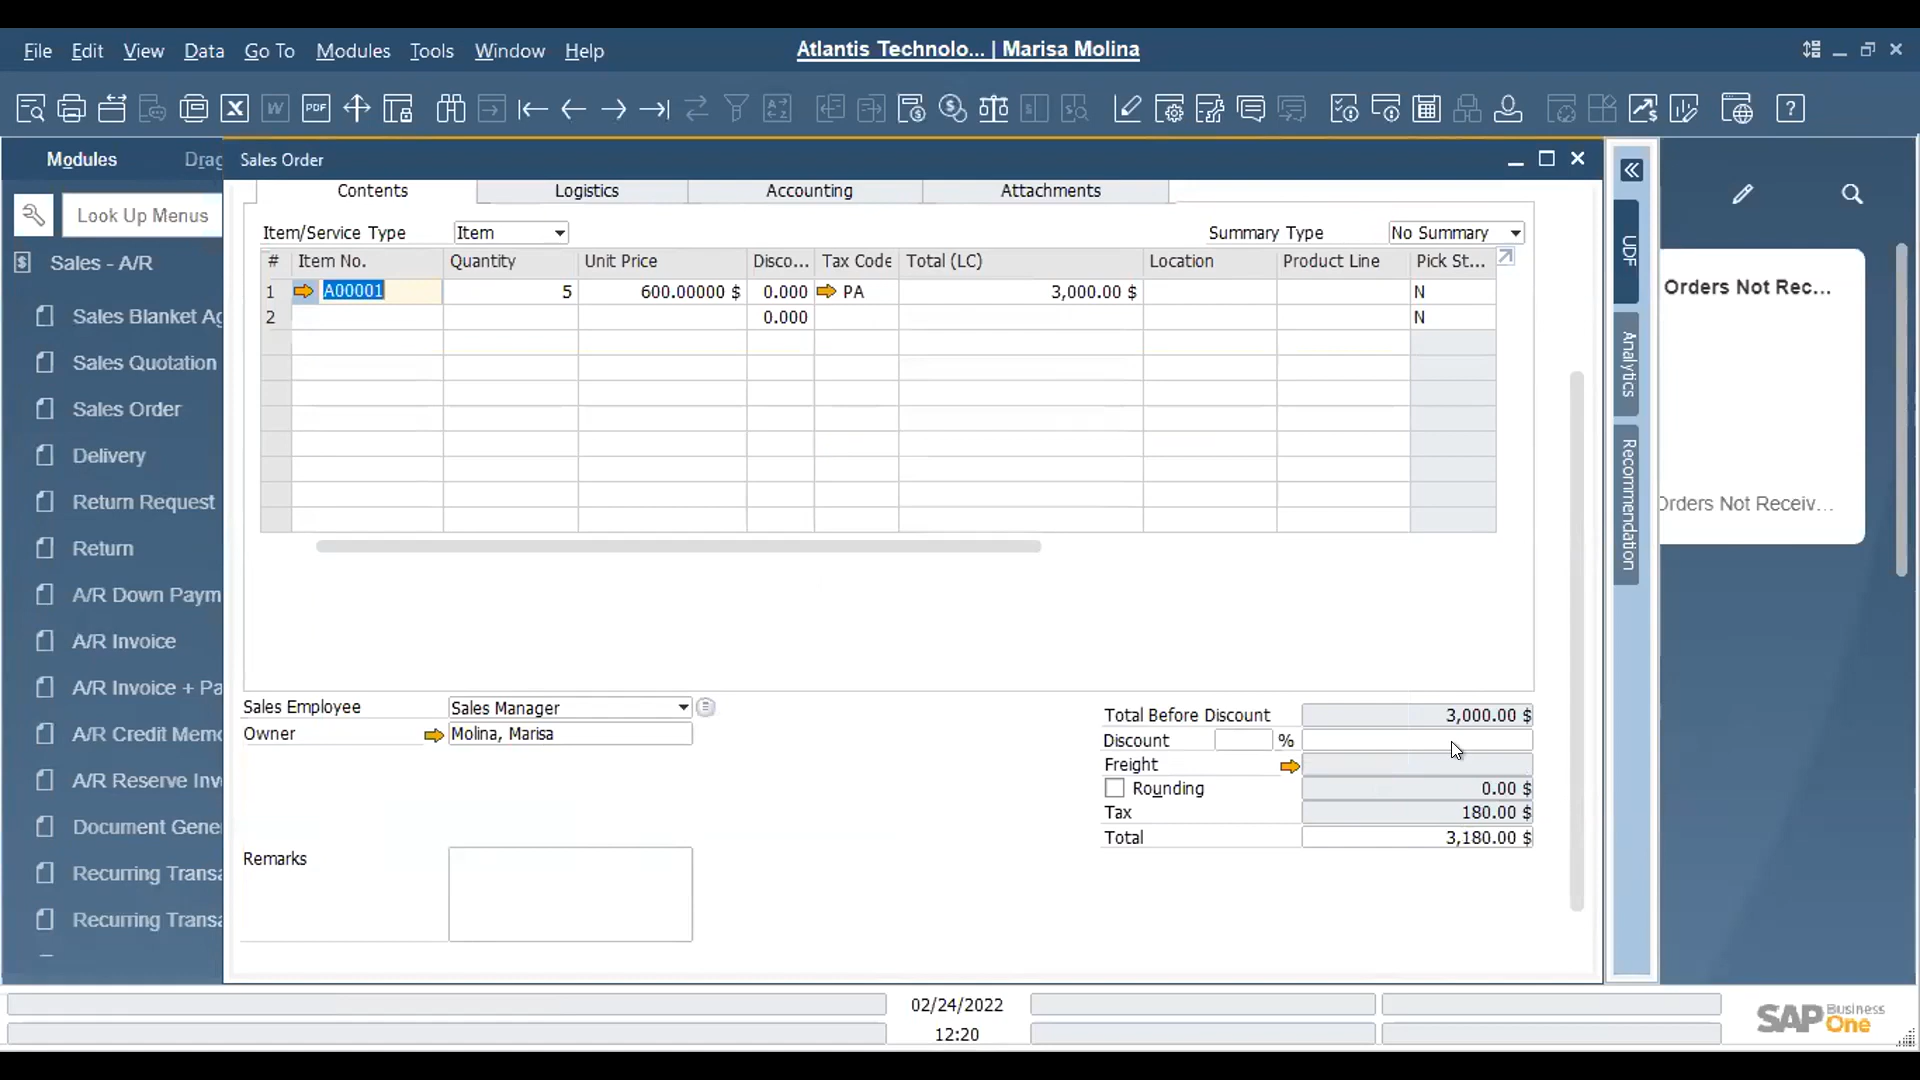 File Edit View Data Go To Modules Tools Window Help
Atlantis Technolo... | Marisa Molina
PDF
Modules Drag
Look Up Menus
Sales - A/R
Sales Blanket Ag
Sales Quotation
Sales Order
Delivery
Return Request
Return
A/R Down Paym
A/R Invoice
A/R Invoice + Pa
A/R Credit Memo
A/R Reserve Inv
Document Gene
Recurring Transa
Recurring Transa
Sales Order
Contents Logistics Accounting Attachments
Item/Service Type Item Summary Type No Summary
# Item No. Quantity Unit Price Disco... Tax Code Total (LC) Location Product Line Pick St...
1 A00001 5 600.00000 $ 0.000 PA 3,000.00 $ N
2 0.000 N
Sales Employee Sales Manager
Owner Molina, Marisa
Remarks
Total Before Discount 3,000.00 $
Discount %
Freight
Rounding 0.00 $
Tax 180.00 $
Total 3,180.00 $
UDF
Analytics
Recommendation
Orders Not Rec...
Orders Not Receiv...
02/24/2022
12:20
SAP Business One